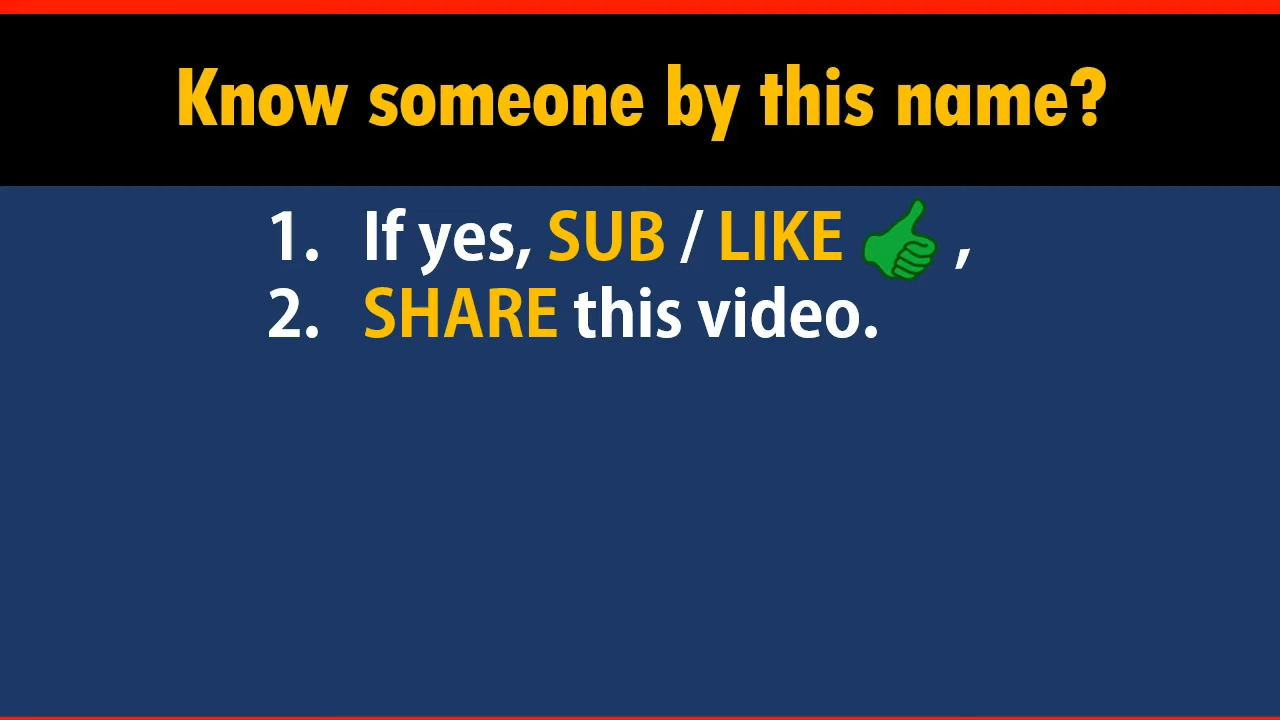 Know someone by this name?
1. If yes, SUB / LIKE ,
2. SHARE this video.